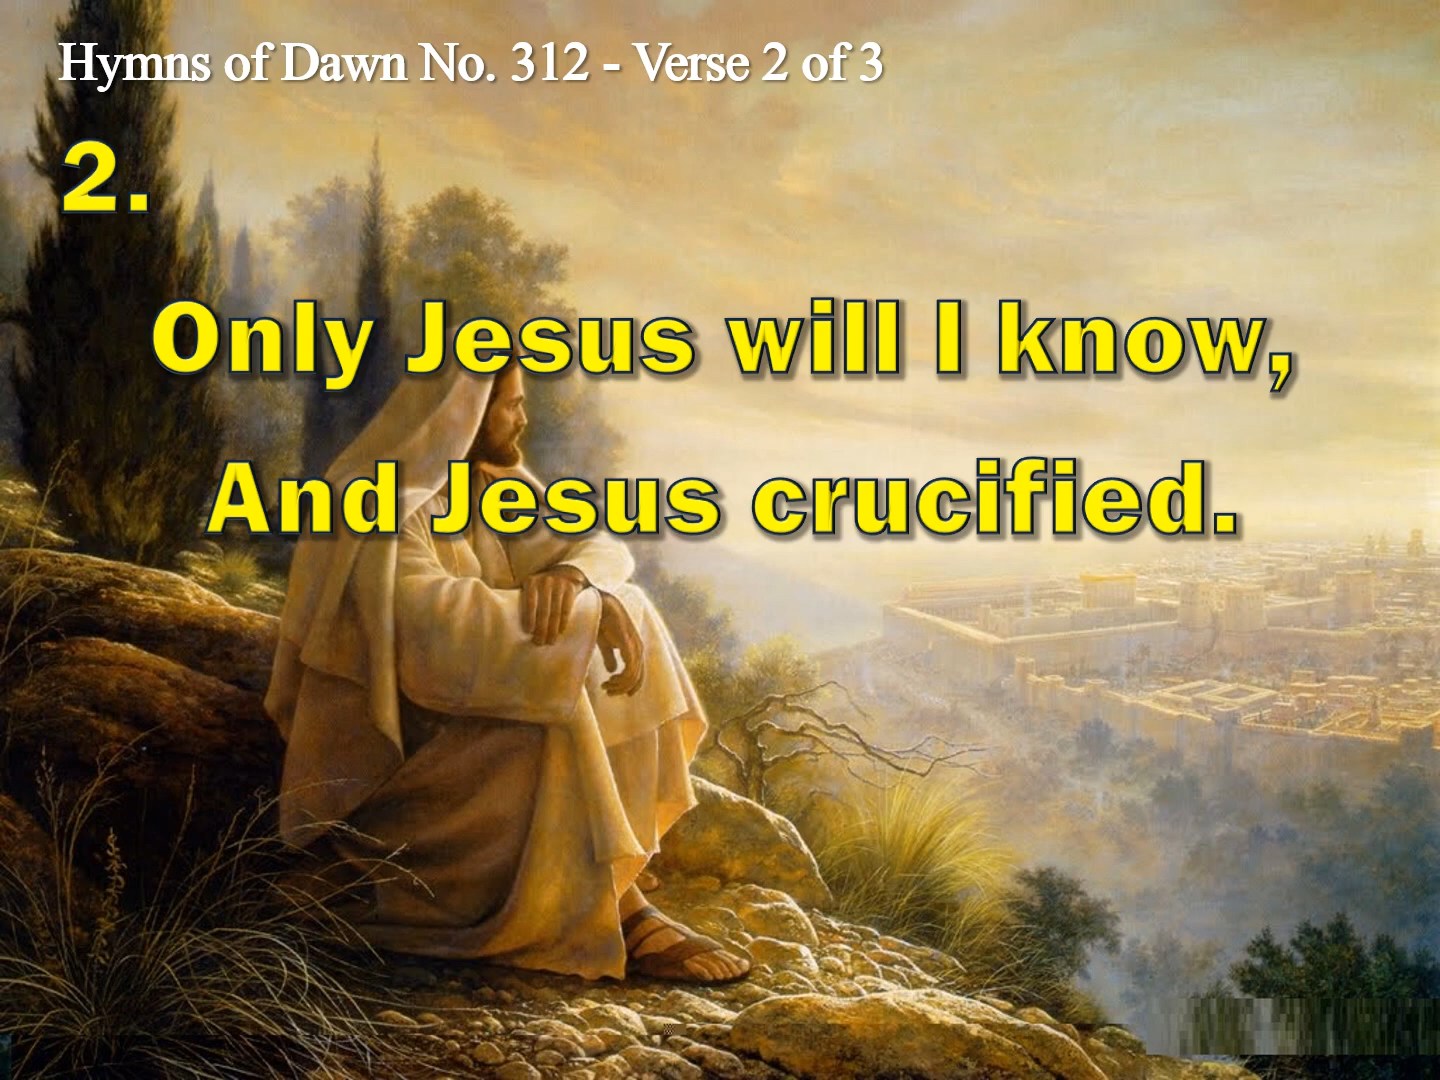 Hymns of Dawn No. 312 - Verse 2 of 3
2.
Only Jesus will I know,
And Jesus crucified.